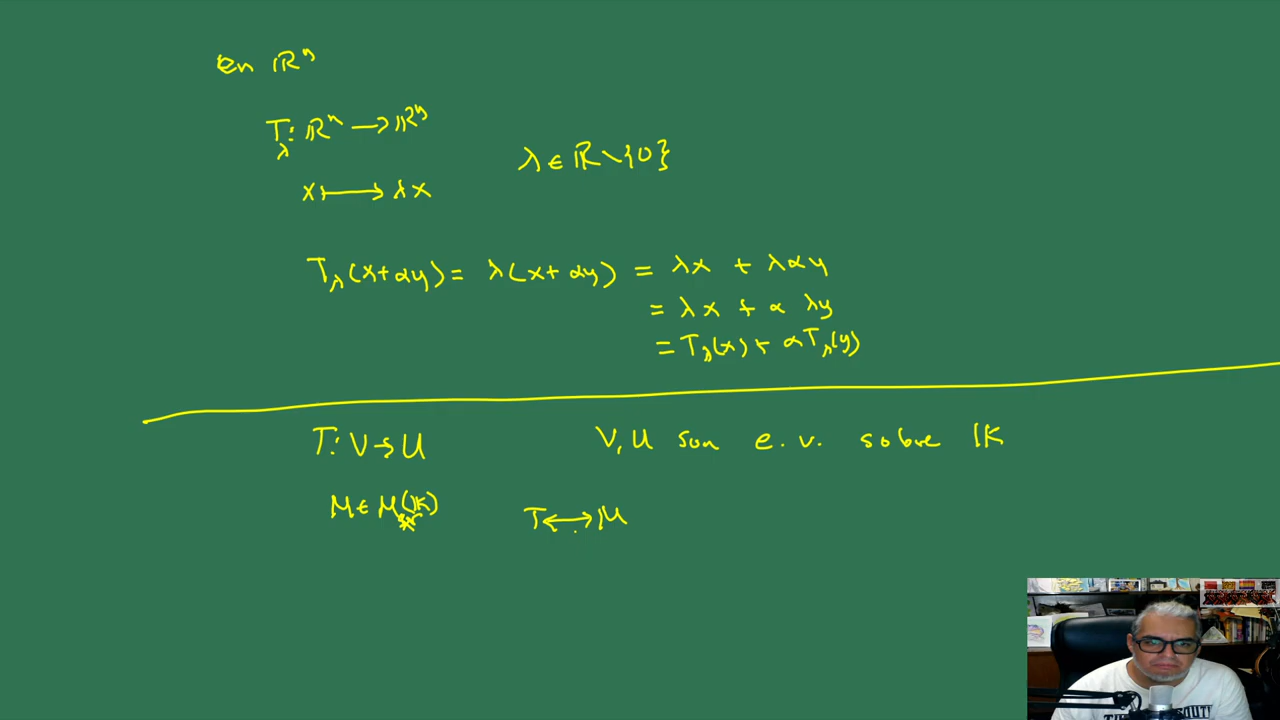 en ℝⁿ
T_λ: ℝⁿ → ℝⁿ
λ ∈ ℝ \ {0}
x ⟼ λx
T_λ(x+αy) = λ(x+αy) = λx + λαy
= λx + α λy
= T_λ(x) + αT_λ(y)
T: V → U V, U son e.v. sobre 𝕂
M ∈ M(𝕂) T ⟷ M